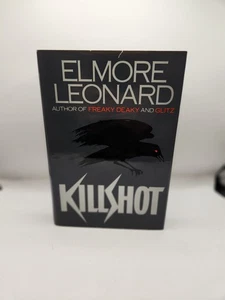 ELMORE
LEONARD
AUTHOR OF FREAKY DEAKY AND GLITZ
KILLSHOT